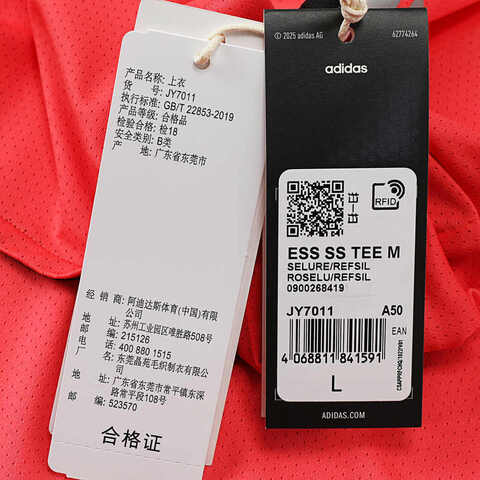 产品名称: 上衣
货 号: JY7011
执行标准: GB/T 22853-2019
产品等级: 合格品
检验合格: 检18
安全类别: B类
产 地: 广东省东莞市
经 销 商: 阿迪达斯体育(中国)有限公司
地 址: 苏州工业园区唯胜路508号
邮 编: 215126
电 话: 400 880 1515
厂 名: 东莞晶苑毛织制衣有限公司
地 址: 广东省东莞市常平镇东深路常平段108号
邮 编: 523570
合格证
© 2025 adidas AG
62774264
adidas
RFID
ESS SS TEE M
SELURE/REFSIL
ROSELU/REFSIL
0900268419
JY7011
A50
EAN
4 068811 841591
L
ADIDAS.COM